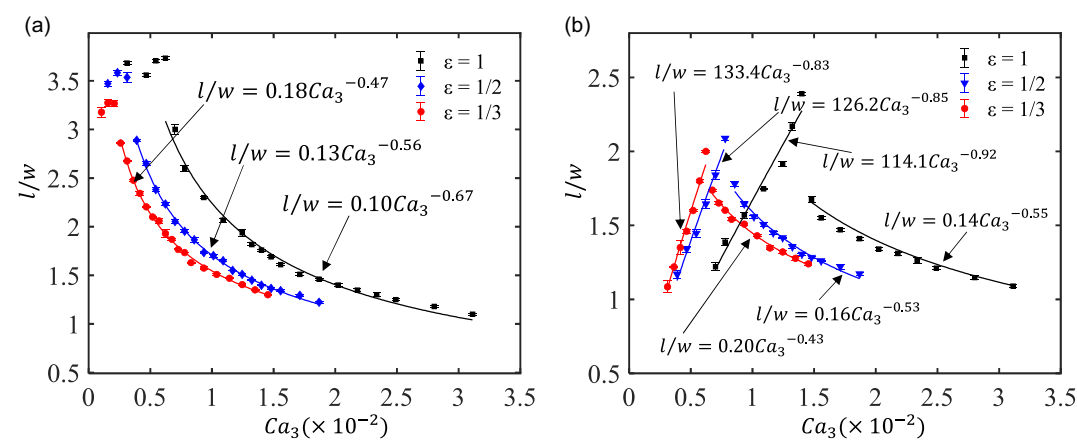 (a)
4
3.5
3
2.5
2
1.5
1
0.5
l/w
0 0.5 1 1.5 2 2.5 3 3.5
Ca₃(× 10⁻²)
ε = 1
ε = 1/2
ε = 1/3
l/w = 0.18Ca₃⁻⁰·⁴⁷
l/w = 0.13Ca₃⁻⁰·⁵⁶
l/w = 0.10Ca₃⁻⁰·⁶⁷
(b)
2.5
2
1.5
1
0.5
l/w
0 0.5 1 1.5 2 2.5 3 3.5
Ca₃(× 10⁻²)
ε = 1
ε = 1/2
ε = 1/3
l/w = 133.4Ca₃⁻⁰·⁸³
l/w = 126.2Ca₃⁻⁰·⁸⁵
l/w = 114.1Ca₃⁻⁰·⁹²
l/w = 0.14Ca₃⁻⁰·⁵⁵
l/w = 0.16Ca₃⁻⁰·⁵³
l/w = 0.20Ca₃⁻⁰·⁴³